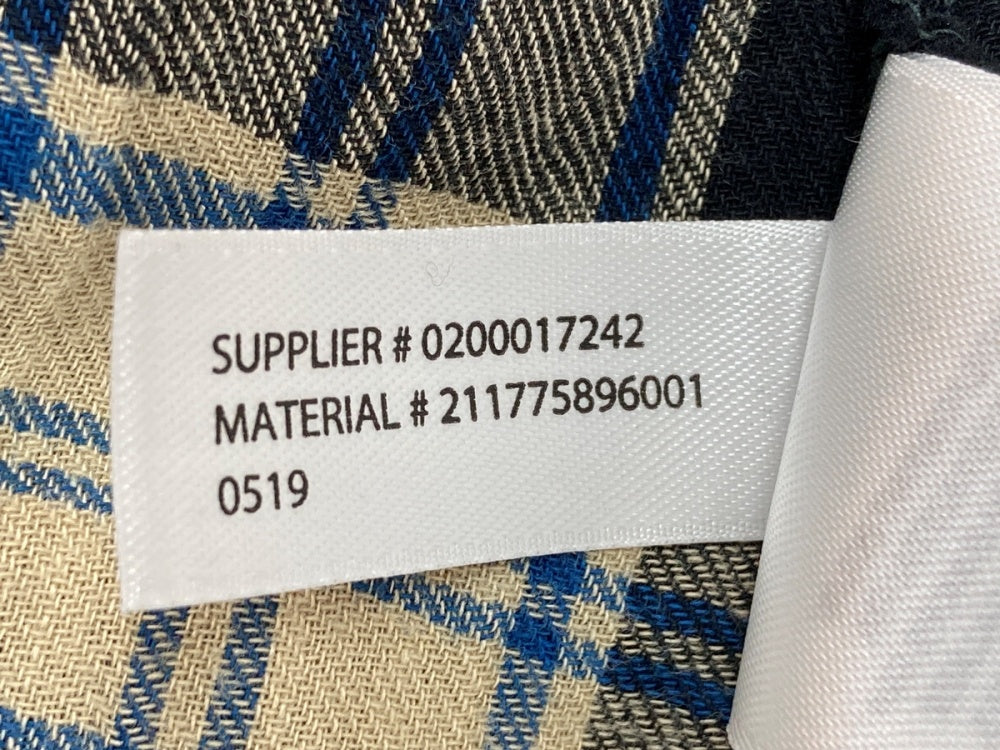 SUPPLIER # 0200017242
MATERIAL # 211775896001
0519